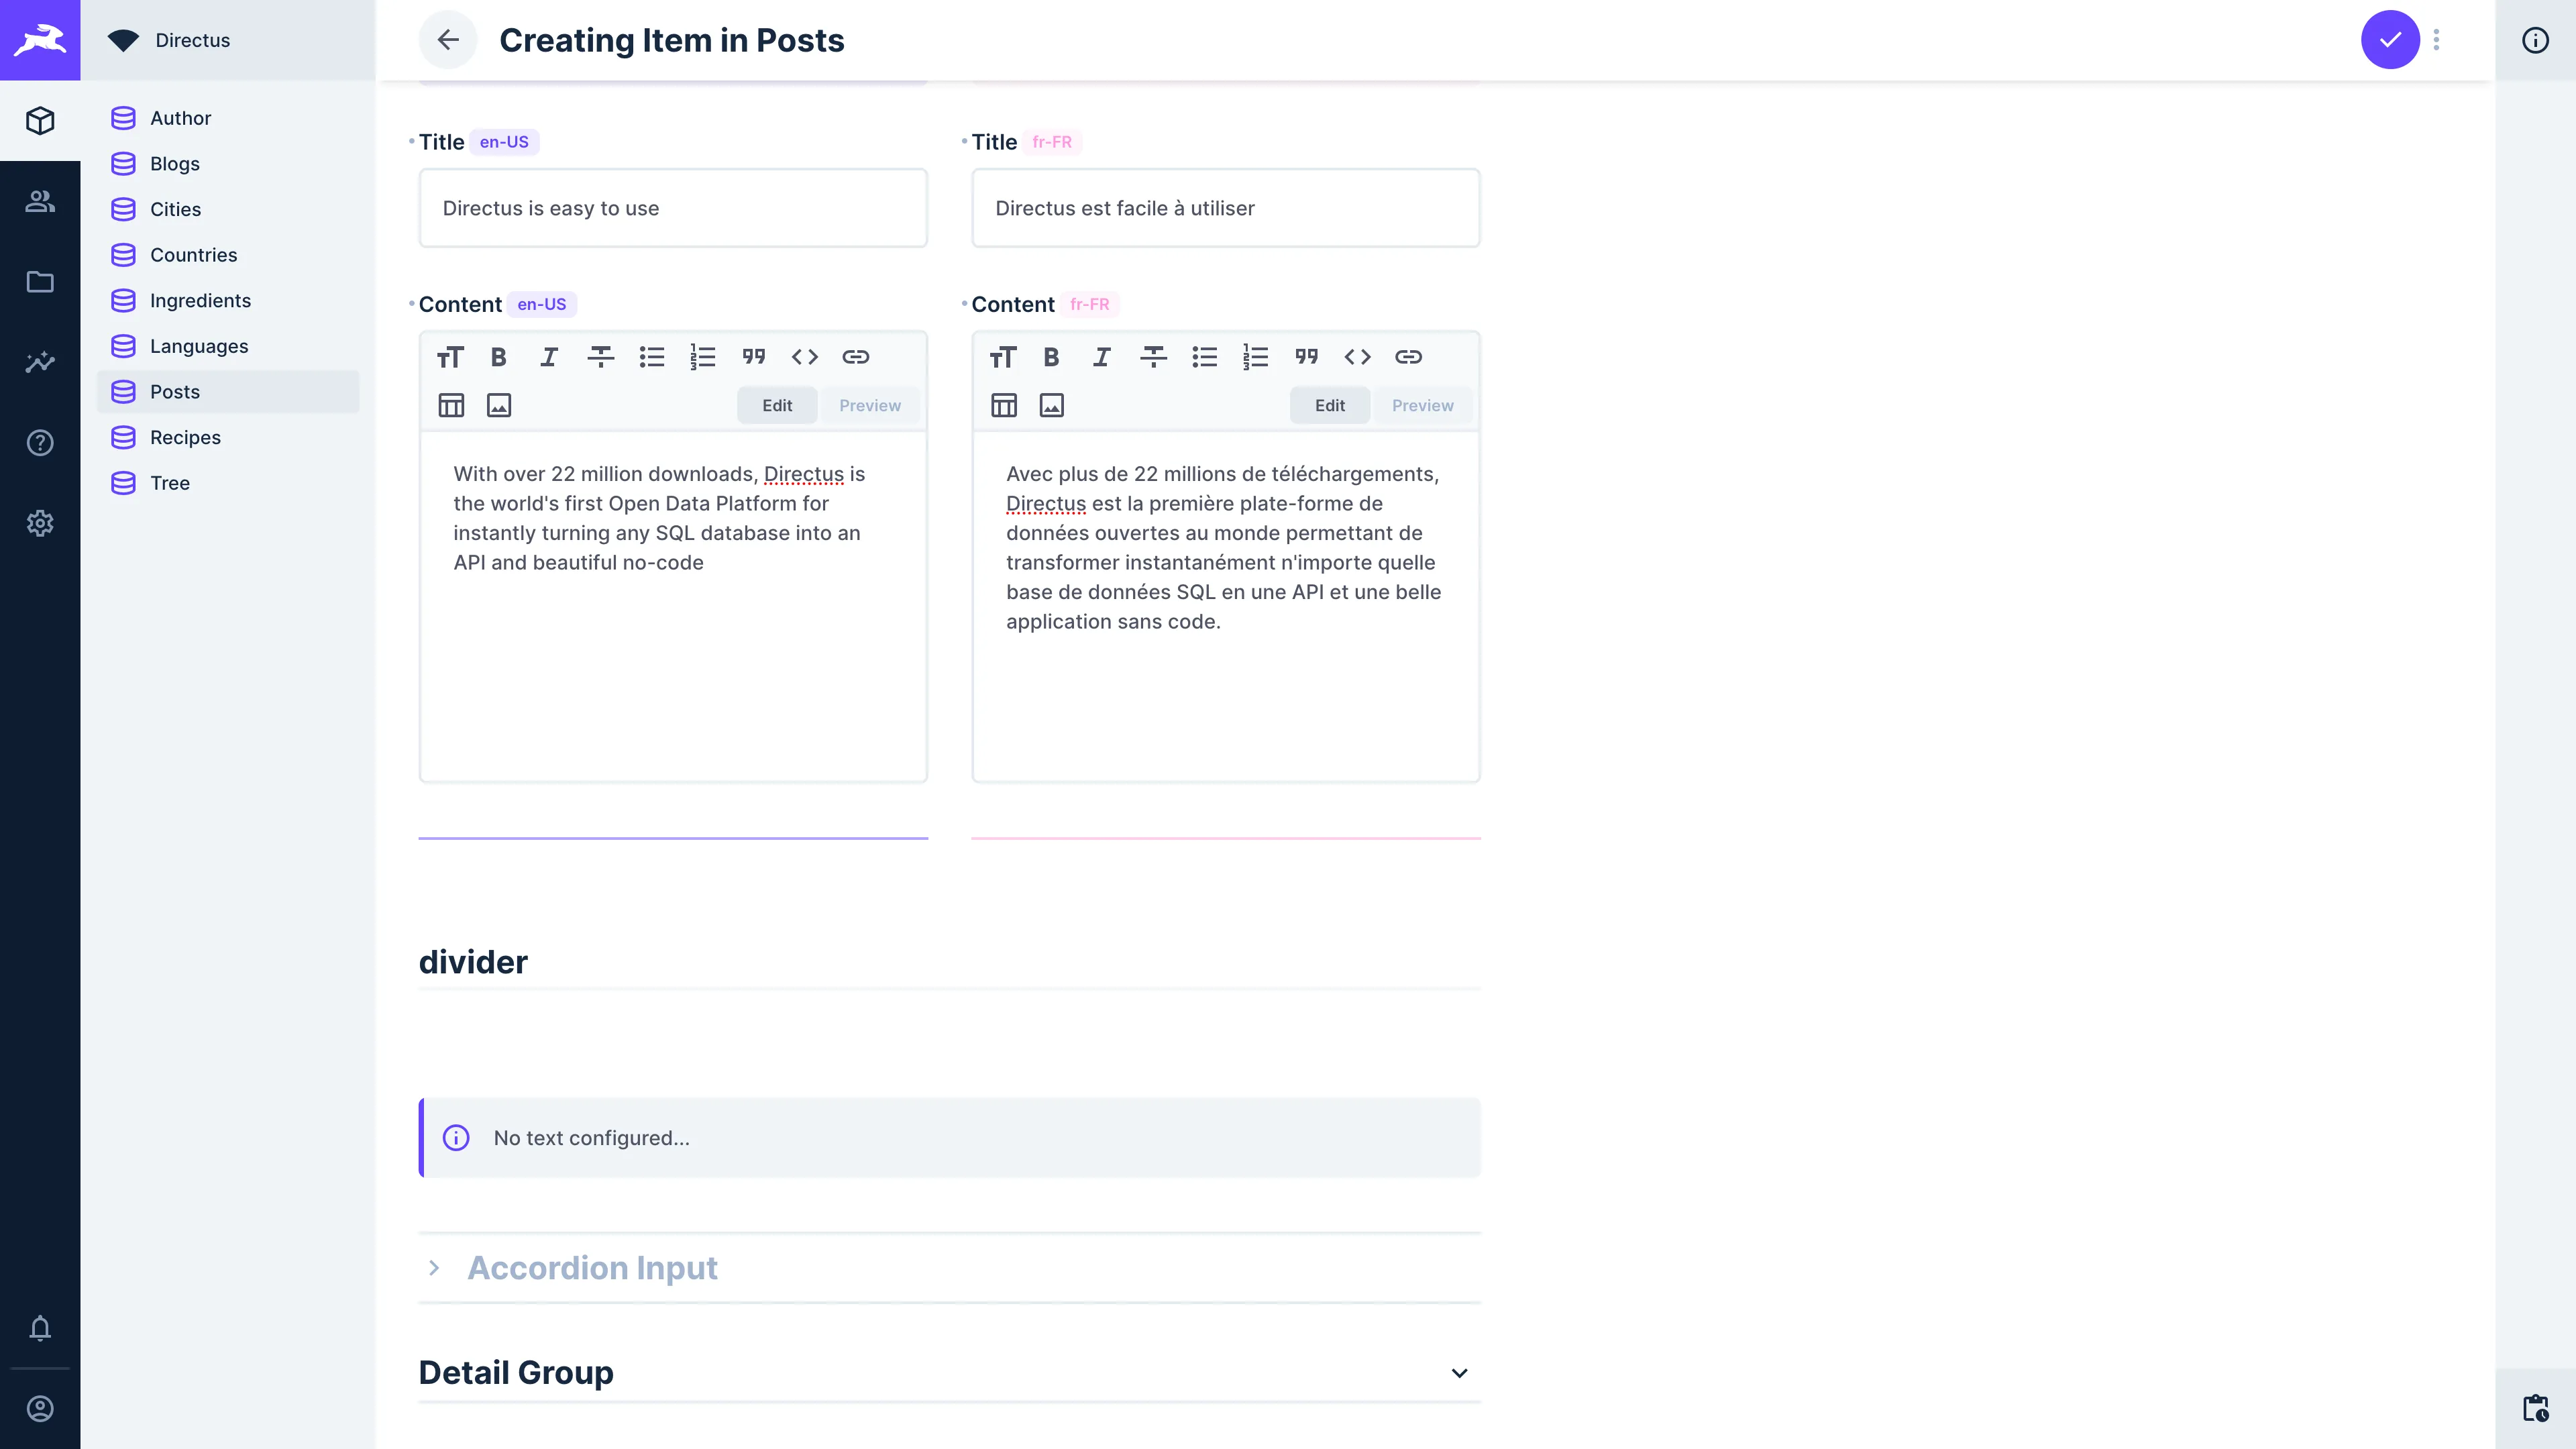 Directus
Creating Item in Posts
Author
Blogs
Cities
Countries
Ingredients
Languages
Posts
Recipes
Tree
Title en-US
Directus is easy to use
Title fr-FR
Directus est facile à utiliser
Content en-US
Edit Preview
With over 22 million downloads, Directus is
the world's first Open Data Platform for
instantly turning any SQL database into an
API and beautiful no-code
Content fr-FR
Edit Preview
Avec plus de 22 millions de téléchargements,
Directus est la première plate-forme de
données ouvertes au monde permettant de
transformer instantanément n'importe quelle
base de données SQL en une API et une belle
application sans code.
divider
No text configured...
Accordion Input
Detail Group